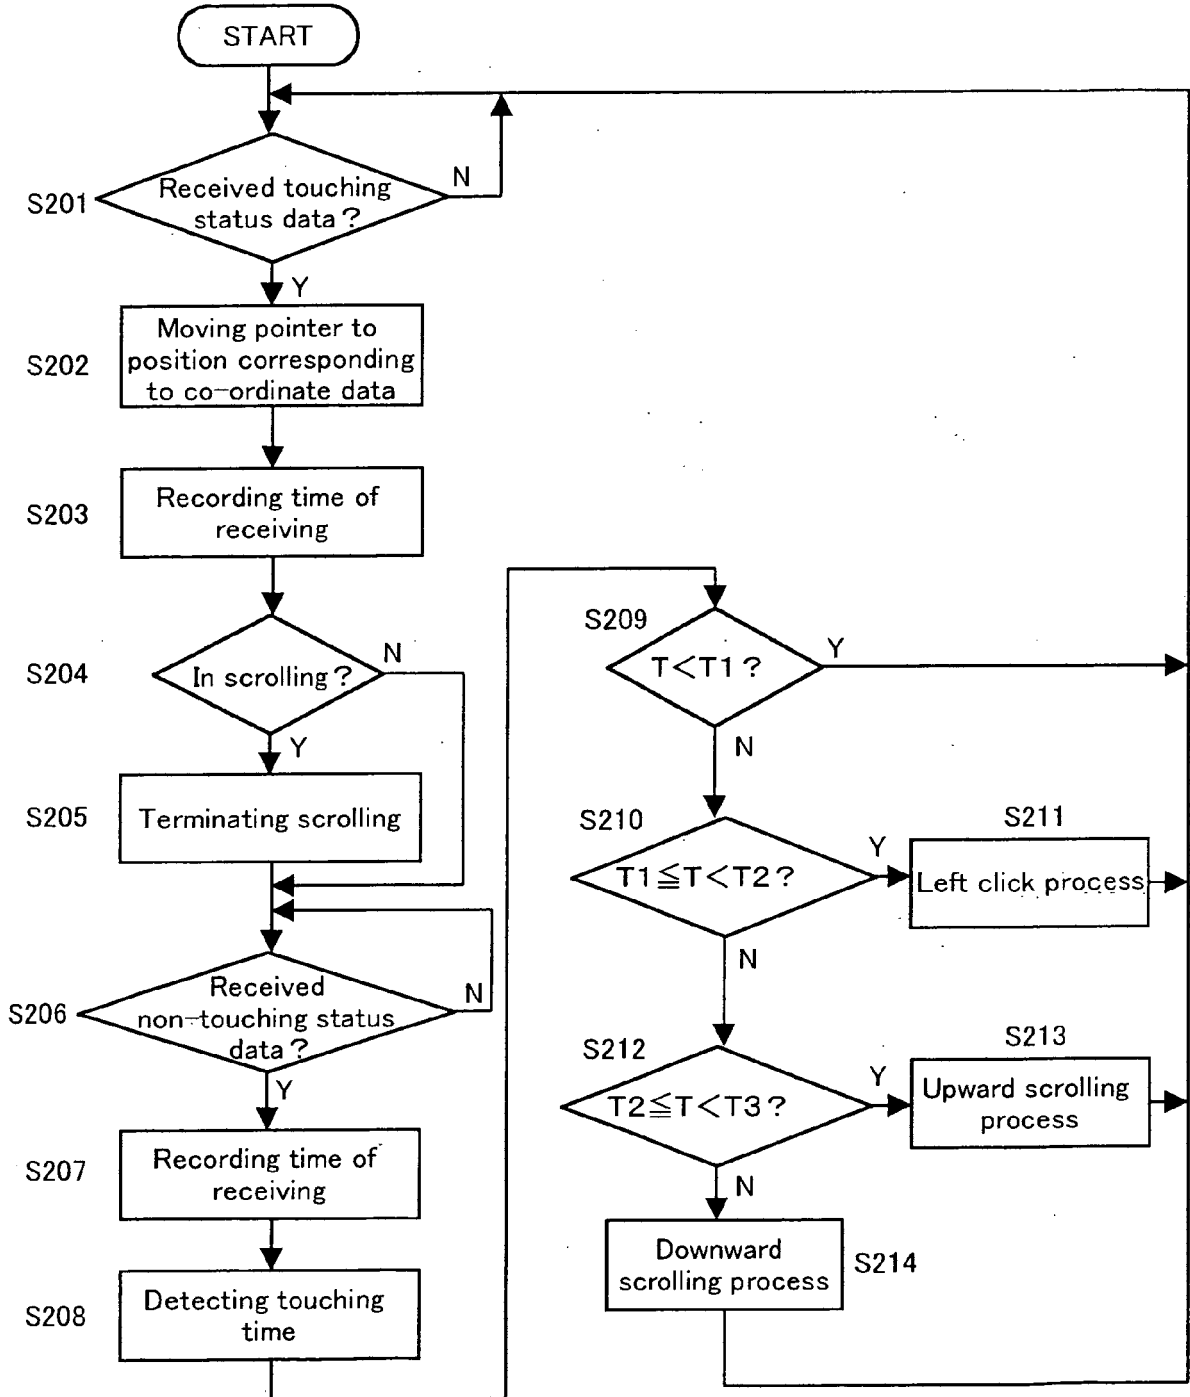 START
S201
Received touching
status data?
N
Y
S202
Moving pointer to
position corresponding
to co-ordinate data
S203
Recording time of
receiving
S204
In scrolling?
N
Y
S205
Terminating scrolling
S206
Received
non-touching status
data?
N
Y
S207
Recording time of
receiving
S208
Detecting touching
time
S209
T<T1?
Y
N
S210
T1≦T<T2?
Y
N
S211
Left click process
S212
T2≦T<T3?
Y
N
S213
Upward scrolling
process
Downward
scrolling process
S214